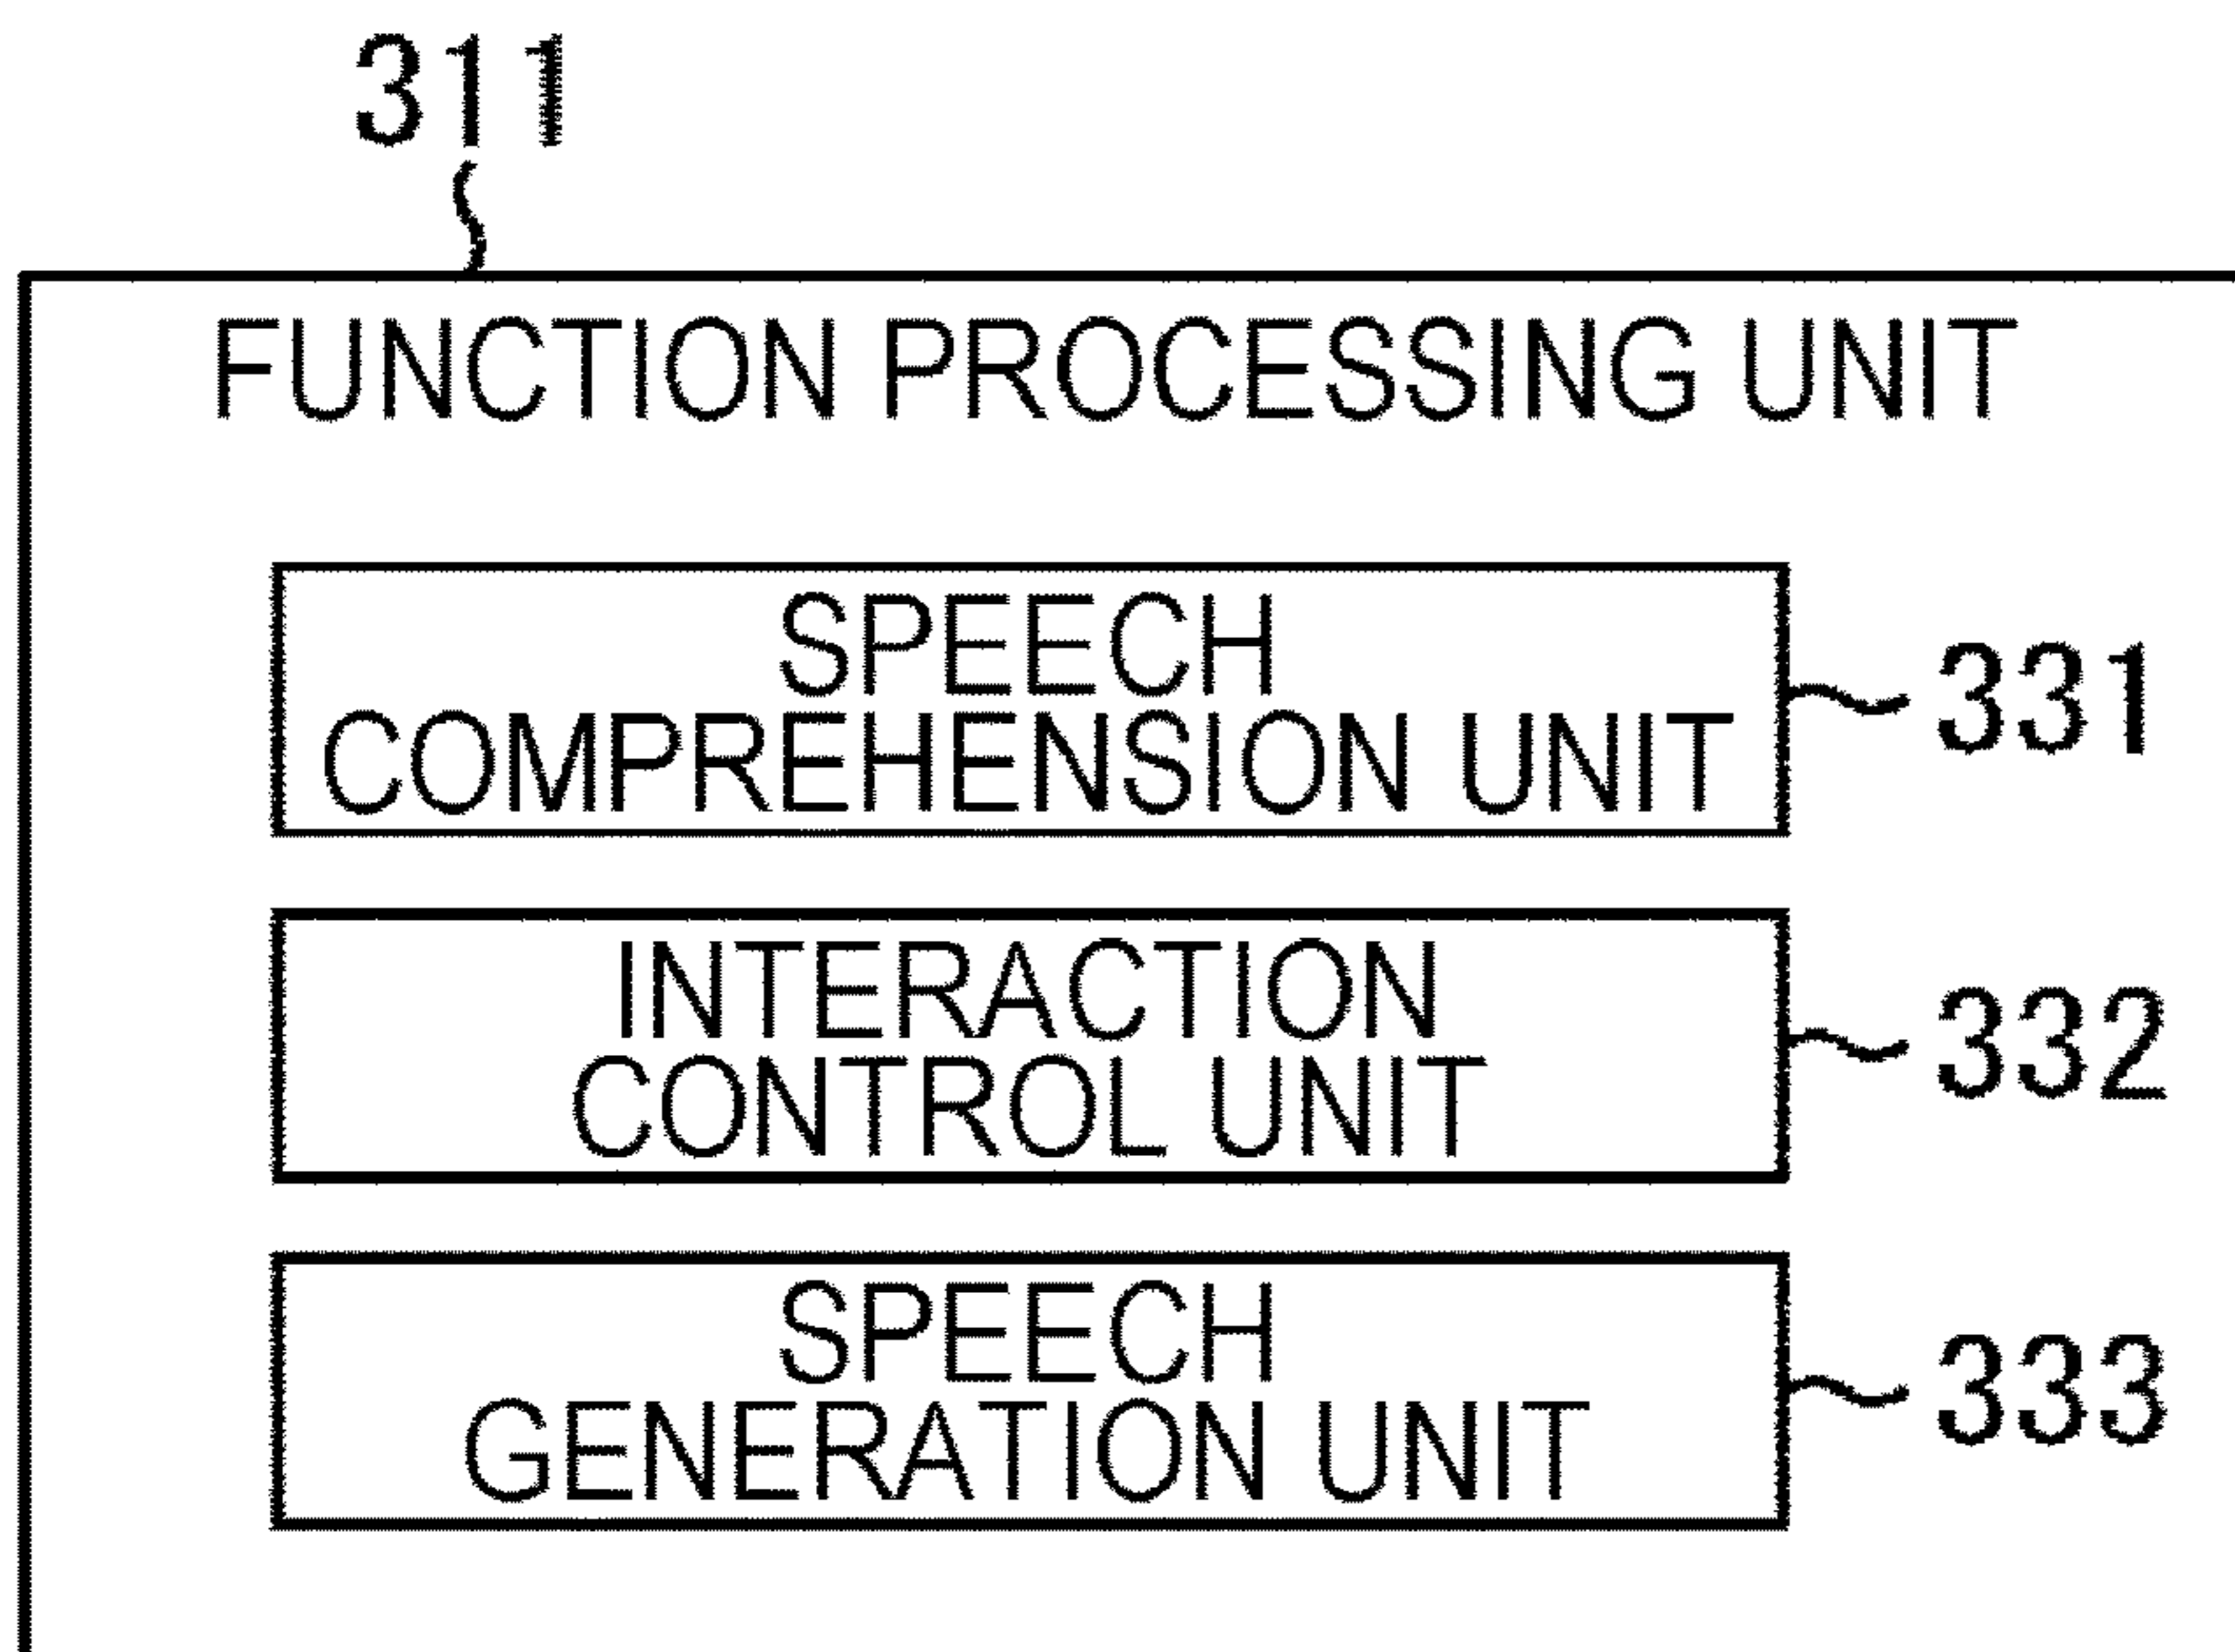 311
FUNCTION PROCESSING UNIT
SPEECH
COMPREHENSION UNIT
331
INTERACTION
CONTROL UNIT
332
SPEECH
GENERATION UNIT
333